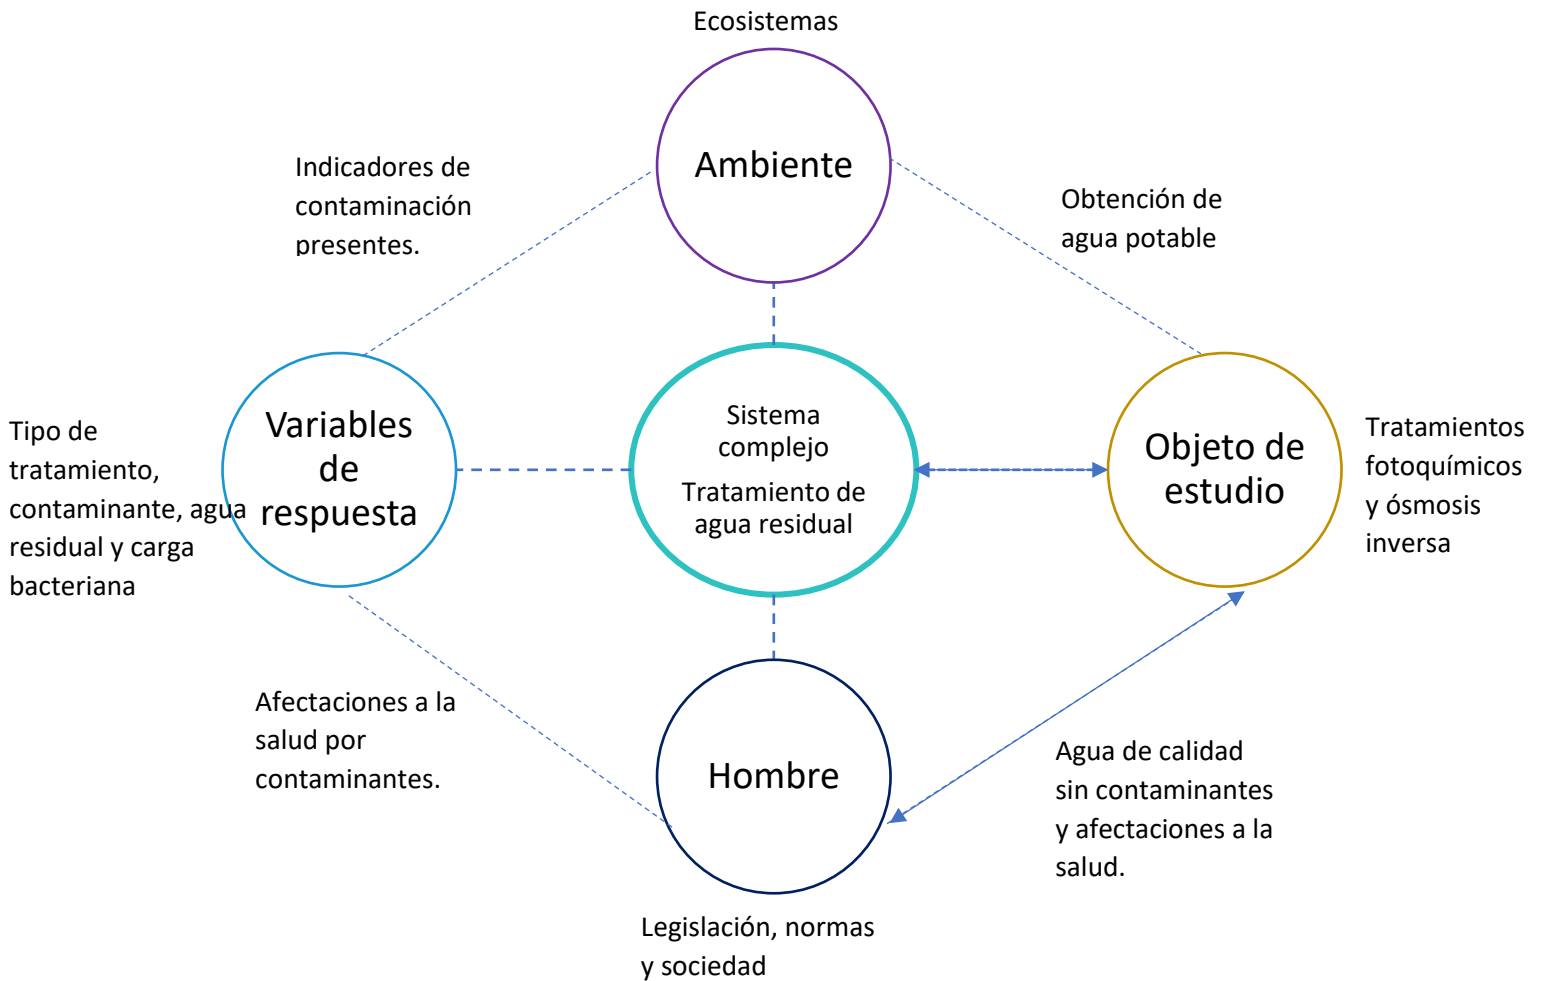 Ecosistemas
Ambiente
Indicadores de
contaminación
presentes.
Obtención de
agua potable
Variables
de
respuesta
Tipo de
tratamiento,
contaminante, agua
residual y carga
bacteriana
Sistema
complejo
Tratamiento de
agua residual
Objeto de
estudio
Tratamientos
fotoquímicos
y ósmosis
inversa
Afectaciones a la
salud por
contaminantes.
Hombre
Agua de calidad
sin contaminantes
y afectaciones a la
salud.
Legislación, normas
y sociedad